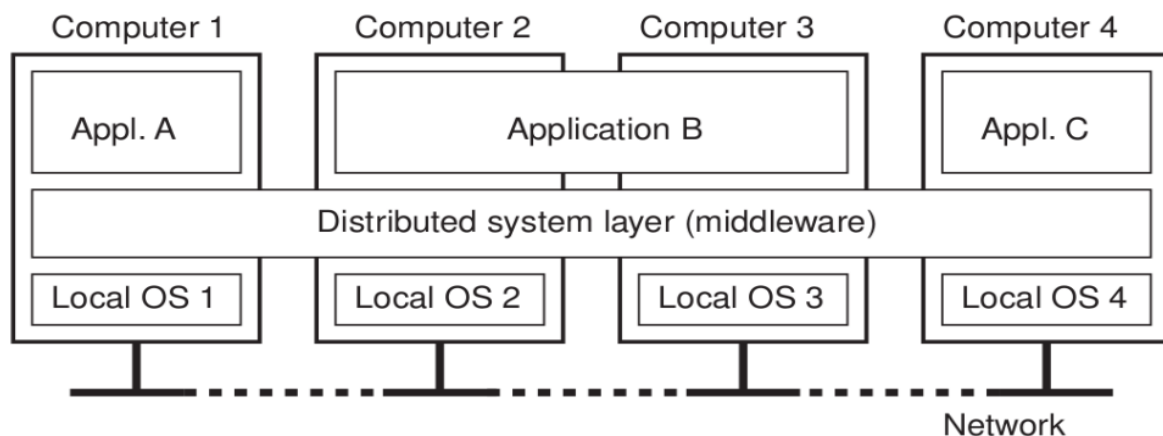 Computer 1
Computer 2
Computer 3
Computer 4
Appl. A
Application B
Appl. C
Distributed system layer (middleware)
Local OS 1
Local OS 2
Local OS 3
Local OS 4
Network